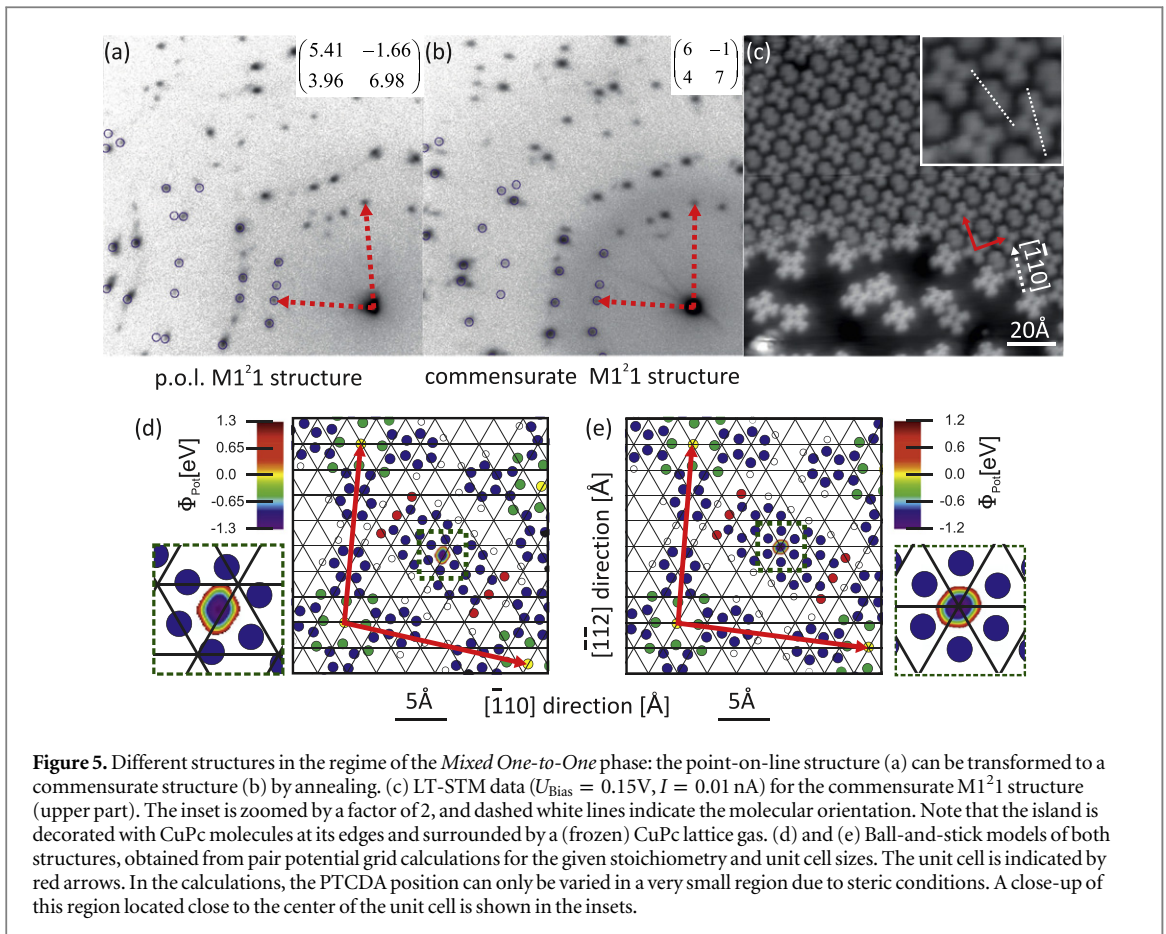 (a)
5.41 −1.66
3.96 6.98
(b)
6 −1
4 7
(c)
[1̄10]
20Å
p.o.l. M1²1 structure
commensurate M1²1 structure
(d)
1.3
0.65
0.0
-0.65
-1.3
Φ_Pot[eV]
(e)
1.2
0.6
0.0
-0.6
-1.2
Φ_Pot [eV]
[1̄1̄2] direction [Å]
5Å
[1̄10] direction [Å]
5Å
Figure 5. Different structures in the regime of the Mixed One-to-One phase: the point-on-line structure (a) can be transformed to a
commensurate structure (b) by annealing. (c) LT-STM data (U_Bias = 0.15V, I = 0.01 nA) for the commensurate M1²1 structure
(upper part). The inset is zoomed by a factor of 2, and dashed white lines indicate the molecular orientation. Note that the island is
decorated with CuPc molecules at its edges and surrounded by a (frozen) CuPc lattice gas. (d) and (e) Ball-and-stick models of both
structures, obtained from pair potential grid calculations for the given stoichiometry and unit cell sizes. The unit cell is indicated by
red arrows. In the calculations, the PTCDA position can only be varied in a very small region due to steric conditions. A close-up of
this region located close to the center of the unit cell is shown in the insets.